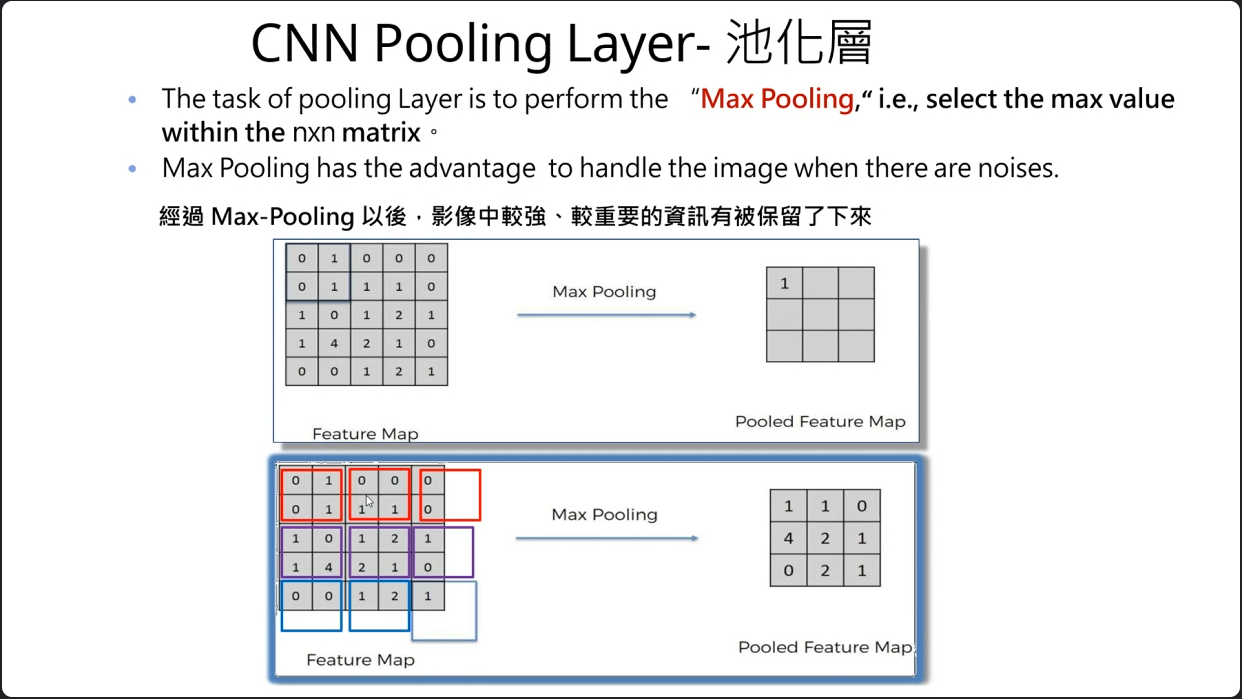 CNN Pooling Layer- 池化層
• The task of pooling Layer is to perform the “Max Pooling,“ i.e., select the max value
within the nxn matrix。
• Max Pooling has the advantage to handle the image when there are noises.
經過 Max-Pooling 以後，影像中較強、較重要的資訊有被保留了下來
0 1 0 0 0
0 1 1 1 0
1 0 1 2 1
1 4 2 1 0
0 0 1 2 1
Feature Map
Max Pooling
1
Pooled Feature Map
0 1 0 0 0
0 1 1 1 0
1 0 1 2 1
1 4 2 1 0
0 0 1 2 1
Feature Map
Max Pooling
1 1 0
4 2 1
0 2 1
Pooled Feature Map